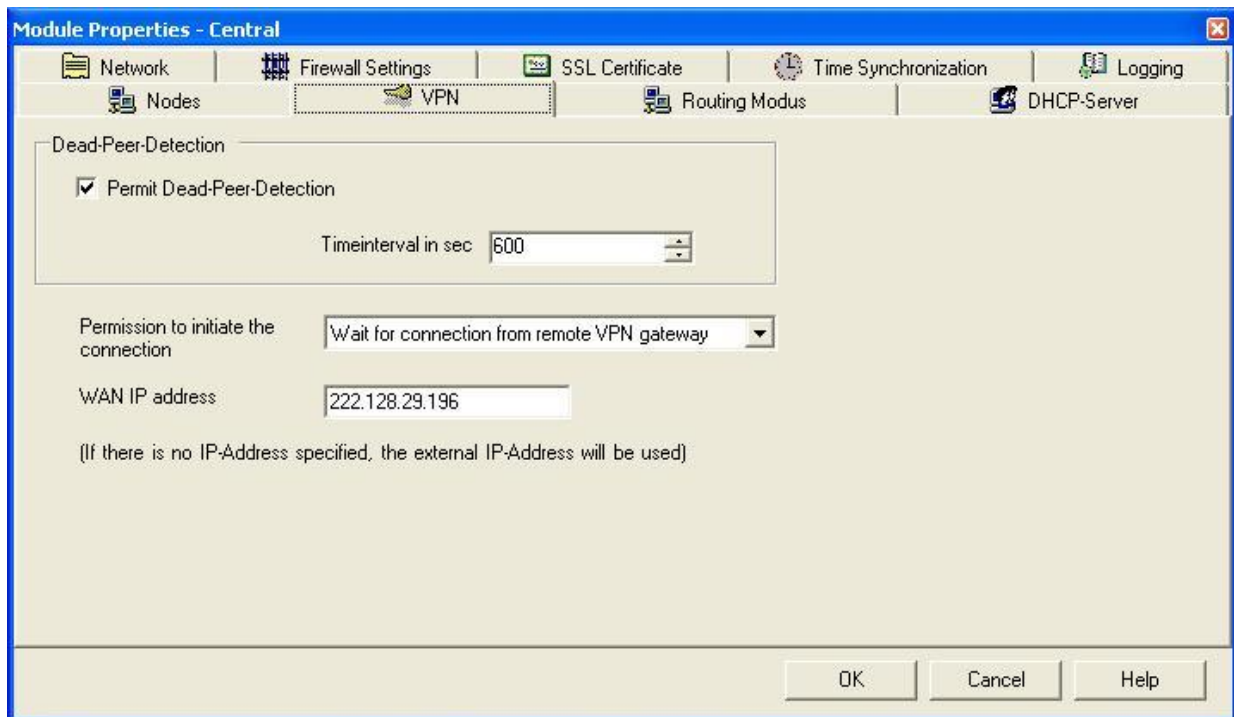 Module Properties - Central
Network Firewall Settings SSL Certificate Time Synchronization Logging
Nodes VPN Routing Modus DHCP-Server
Dead-Peer-Detection
Permit Dead-Peer-Detection
Timeinterval in sec 600
Permission to initiate the
connection
Wait for connection from remote VPN gateway
WAN IP address 222.128.29.196
(If there is no IP-Address specified, the external IP-Address will be used)
OK Cancel Help